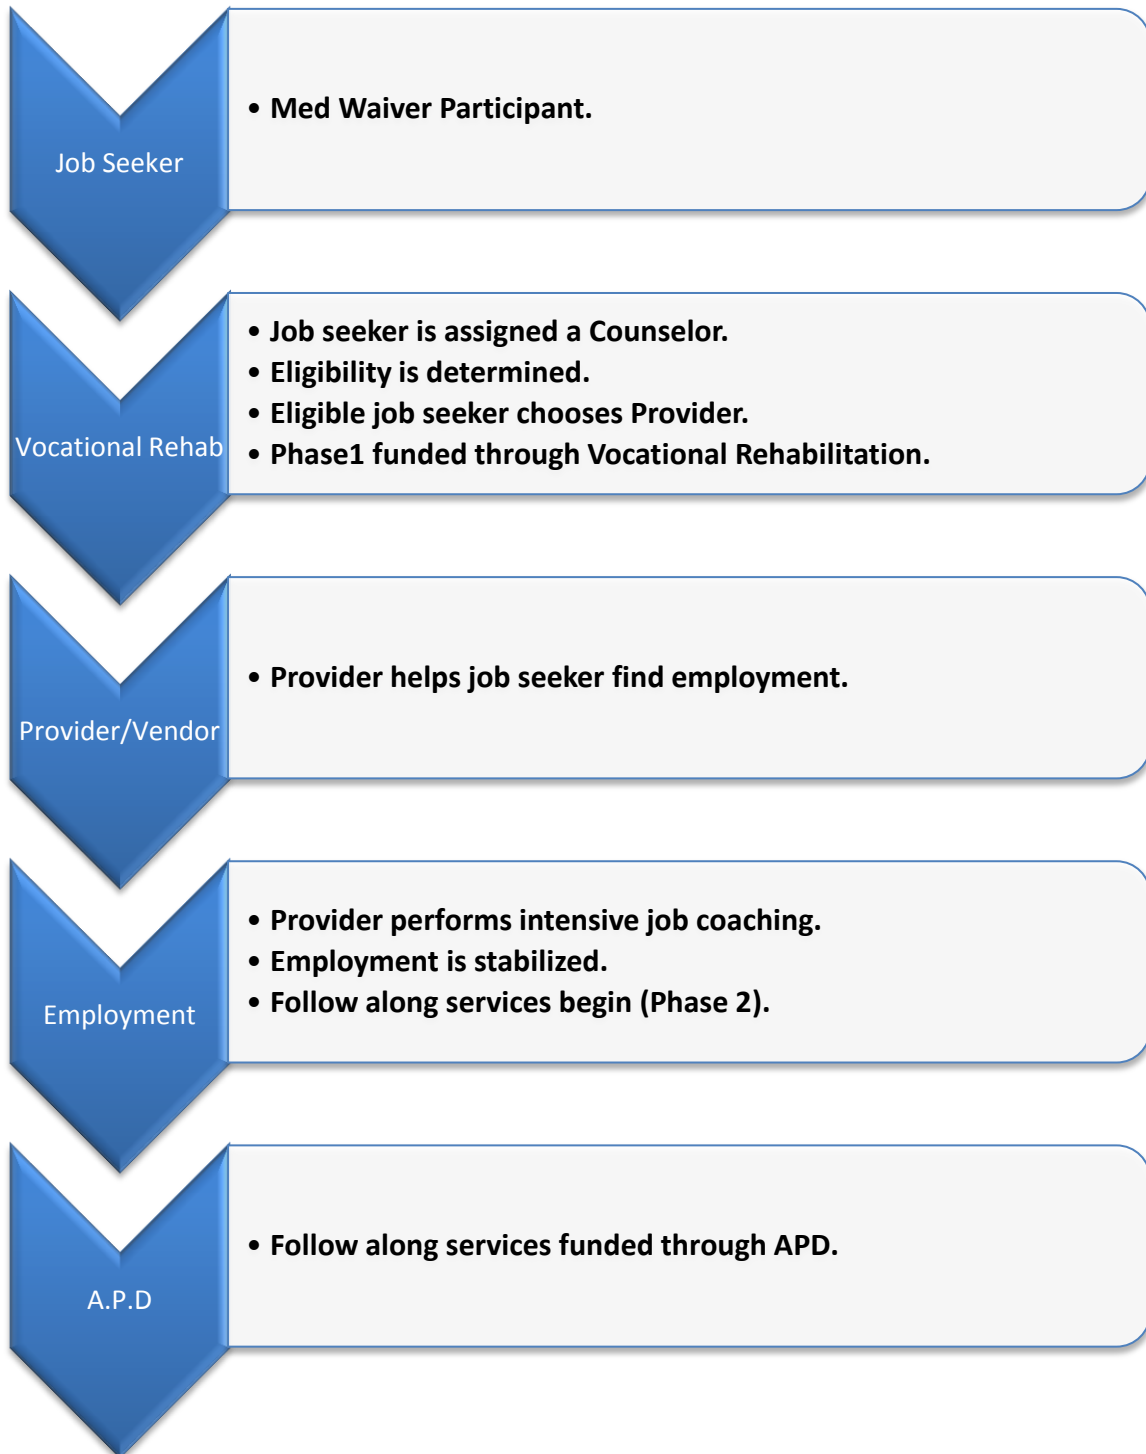 Job Seeker
• Med Waiver Participant.
Vocational Rehab
• Job seeker is assigned a Counselor.
• Eligibility is determined.
• Eligible job seeker chooses Provider.
• Phase1 funded through Vocational Rehabilitation.
Provider/Vendor
• Provider helps job seeker find employment.
Employment
• Provider performs intensive job coaching.
• Employment is stabilized.
• Follow along services begin (Phase 2).
A.P.D
• Follow along services funded through APD.